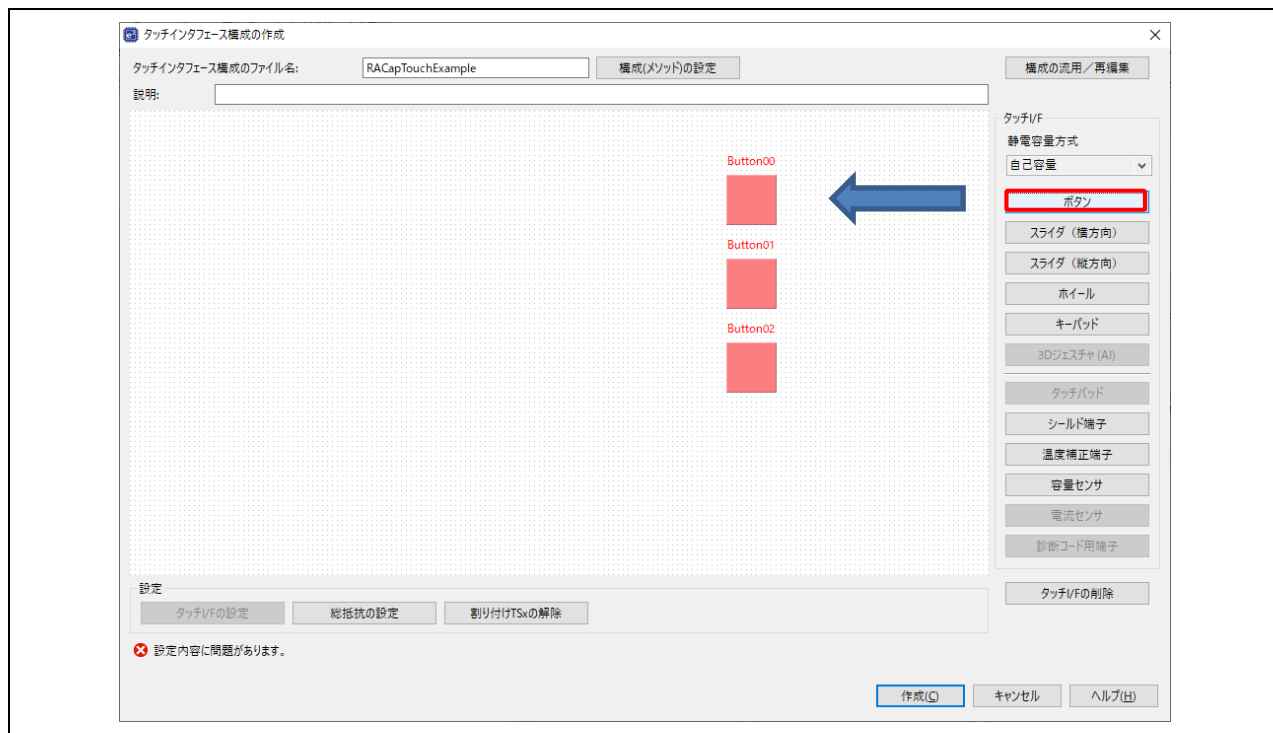 タッチインタフェース構成の作成
タッチインタフェース構成のファイル名: RACapTouchExample 構成(メソッド)の設定 構成の流用／再編集
説明:
タッチI/F
静電容量方式
自己容量
ボタン
スライダ（横方向）
スライダ（縦方向）
ホイール
キーパッド
3Dジェスチャ (AI)
タッチパッド
シールド端子
温度補正端子
容量センサ
電流センサ
診断コード用端子
タッチI/Fの削除
Button00
Button01
Button02
設定
タッチI/Fの設定 総抵抗の設定 割り付けTSxの解除
設定内容に問題があります。
作成(C) キャンセル ヘルプ(H)